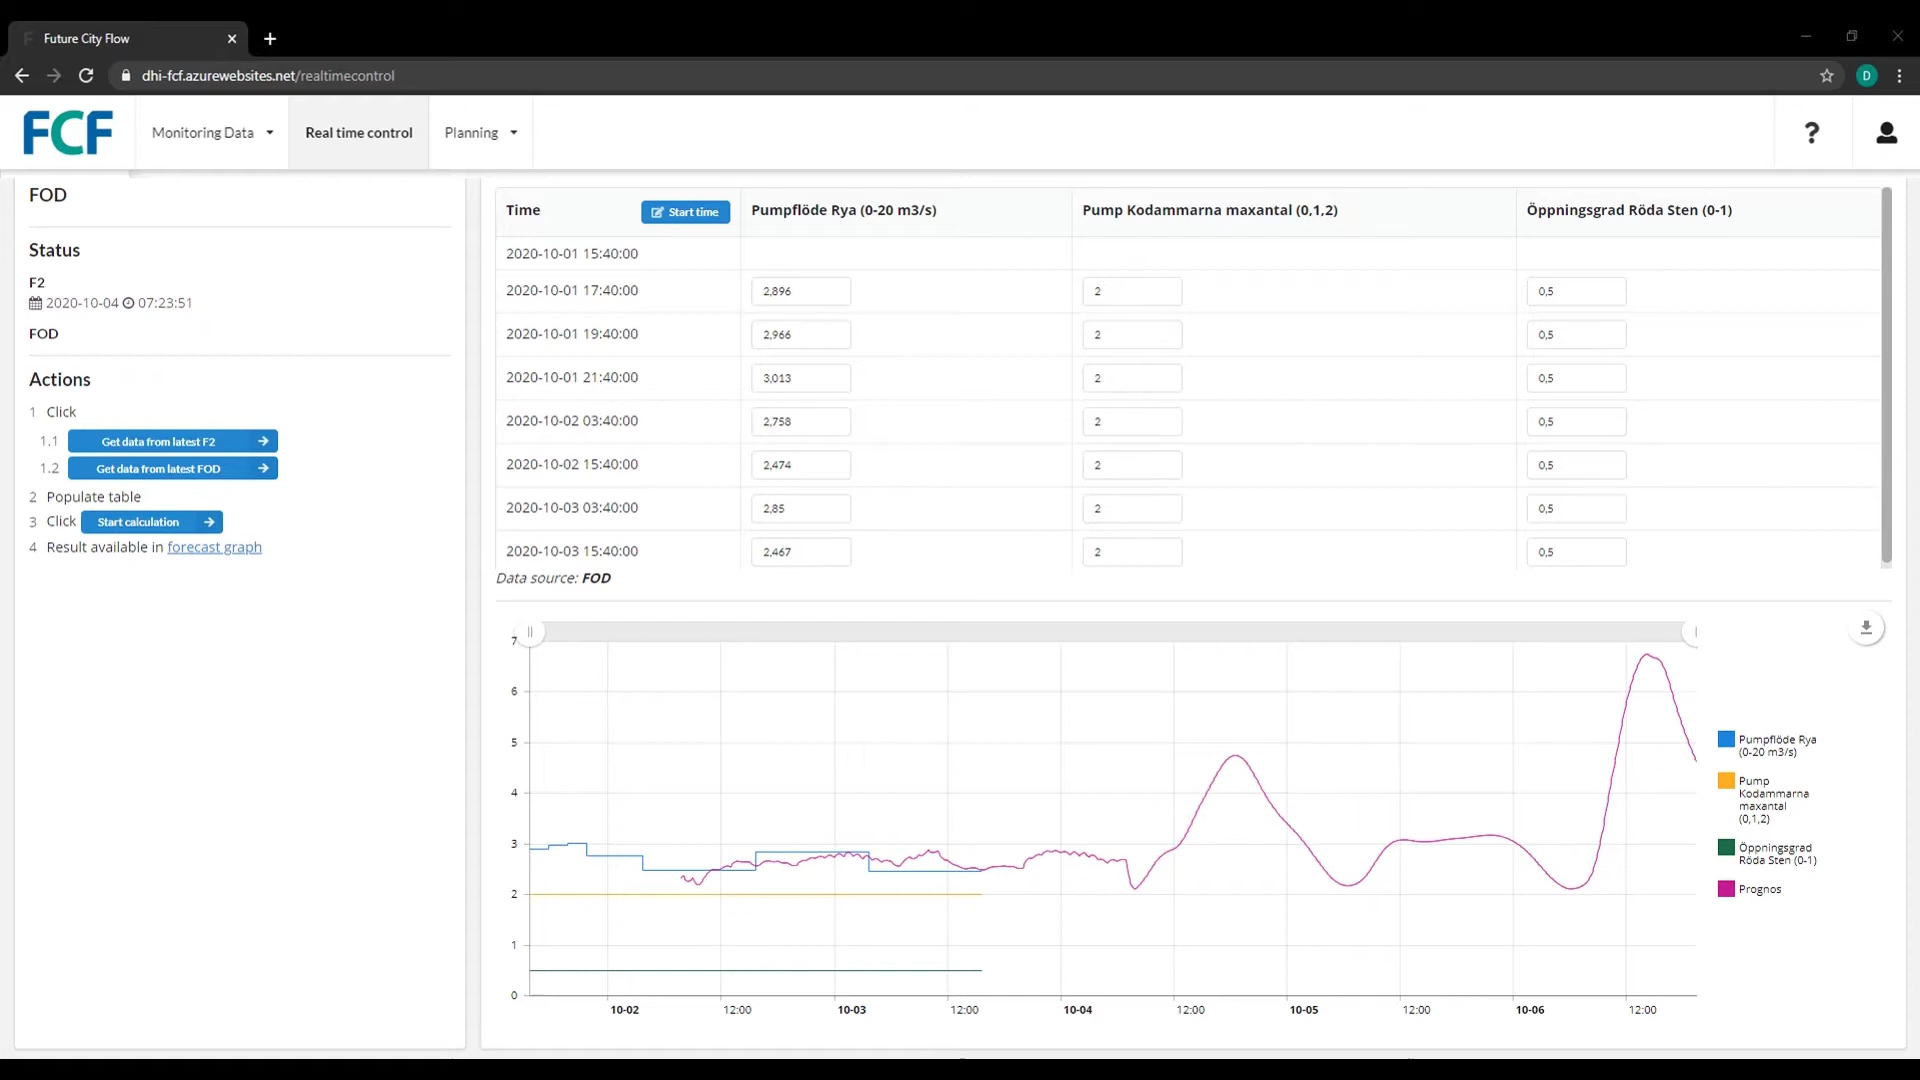 Future City Flow
dhi-fcf.azurewebsites.net/realtimecontrol
D
FCF
Monitoring Data
Real time control
Planning
?
FOD
Status
F2
2020-10-04 07:23:51
FOD
Actions
1 Click
1.1 Get data from latest F2
1.2 Get data from latest FOD
2 Populate table
3 Click Start calculation
4 Result available in forecast graph
Time Start time Pumpflöde Rya (0-20 m3/s) Pump Kodammarna maxantal (0,1,2) Öppningsgrad Röda Sten (0-1)
2020-10-01 15:40:00
2020-10-01 17:40:00 2,896 2 0,5
2020-10-01 19:40:00 2,966 2 0,5
2020-10-01 21:40:00 3,013 2 0,5
2020-10-02 03:40:00 2,758 2 0,5
2020-10-02 15:40:00 2,474 2 0,5
2020-10-03 03:40:00 2,85 2 0,5
2020-10-03 15:40:00 2,467 2 0,5
Data source: FOD
7
6
5
4
3
2
1
0
10-02 12:00 10-03 12:00 10-04 12:00 10-05 12:00 10-06 12:00
Pumpflöde Rya
(0-20 m3/s)
Pump
Kodammarna
maxantal
(0,1,2)
Öppningsgrad
Röda Sten (0-1)
Prognos